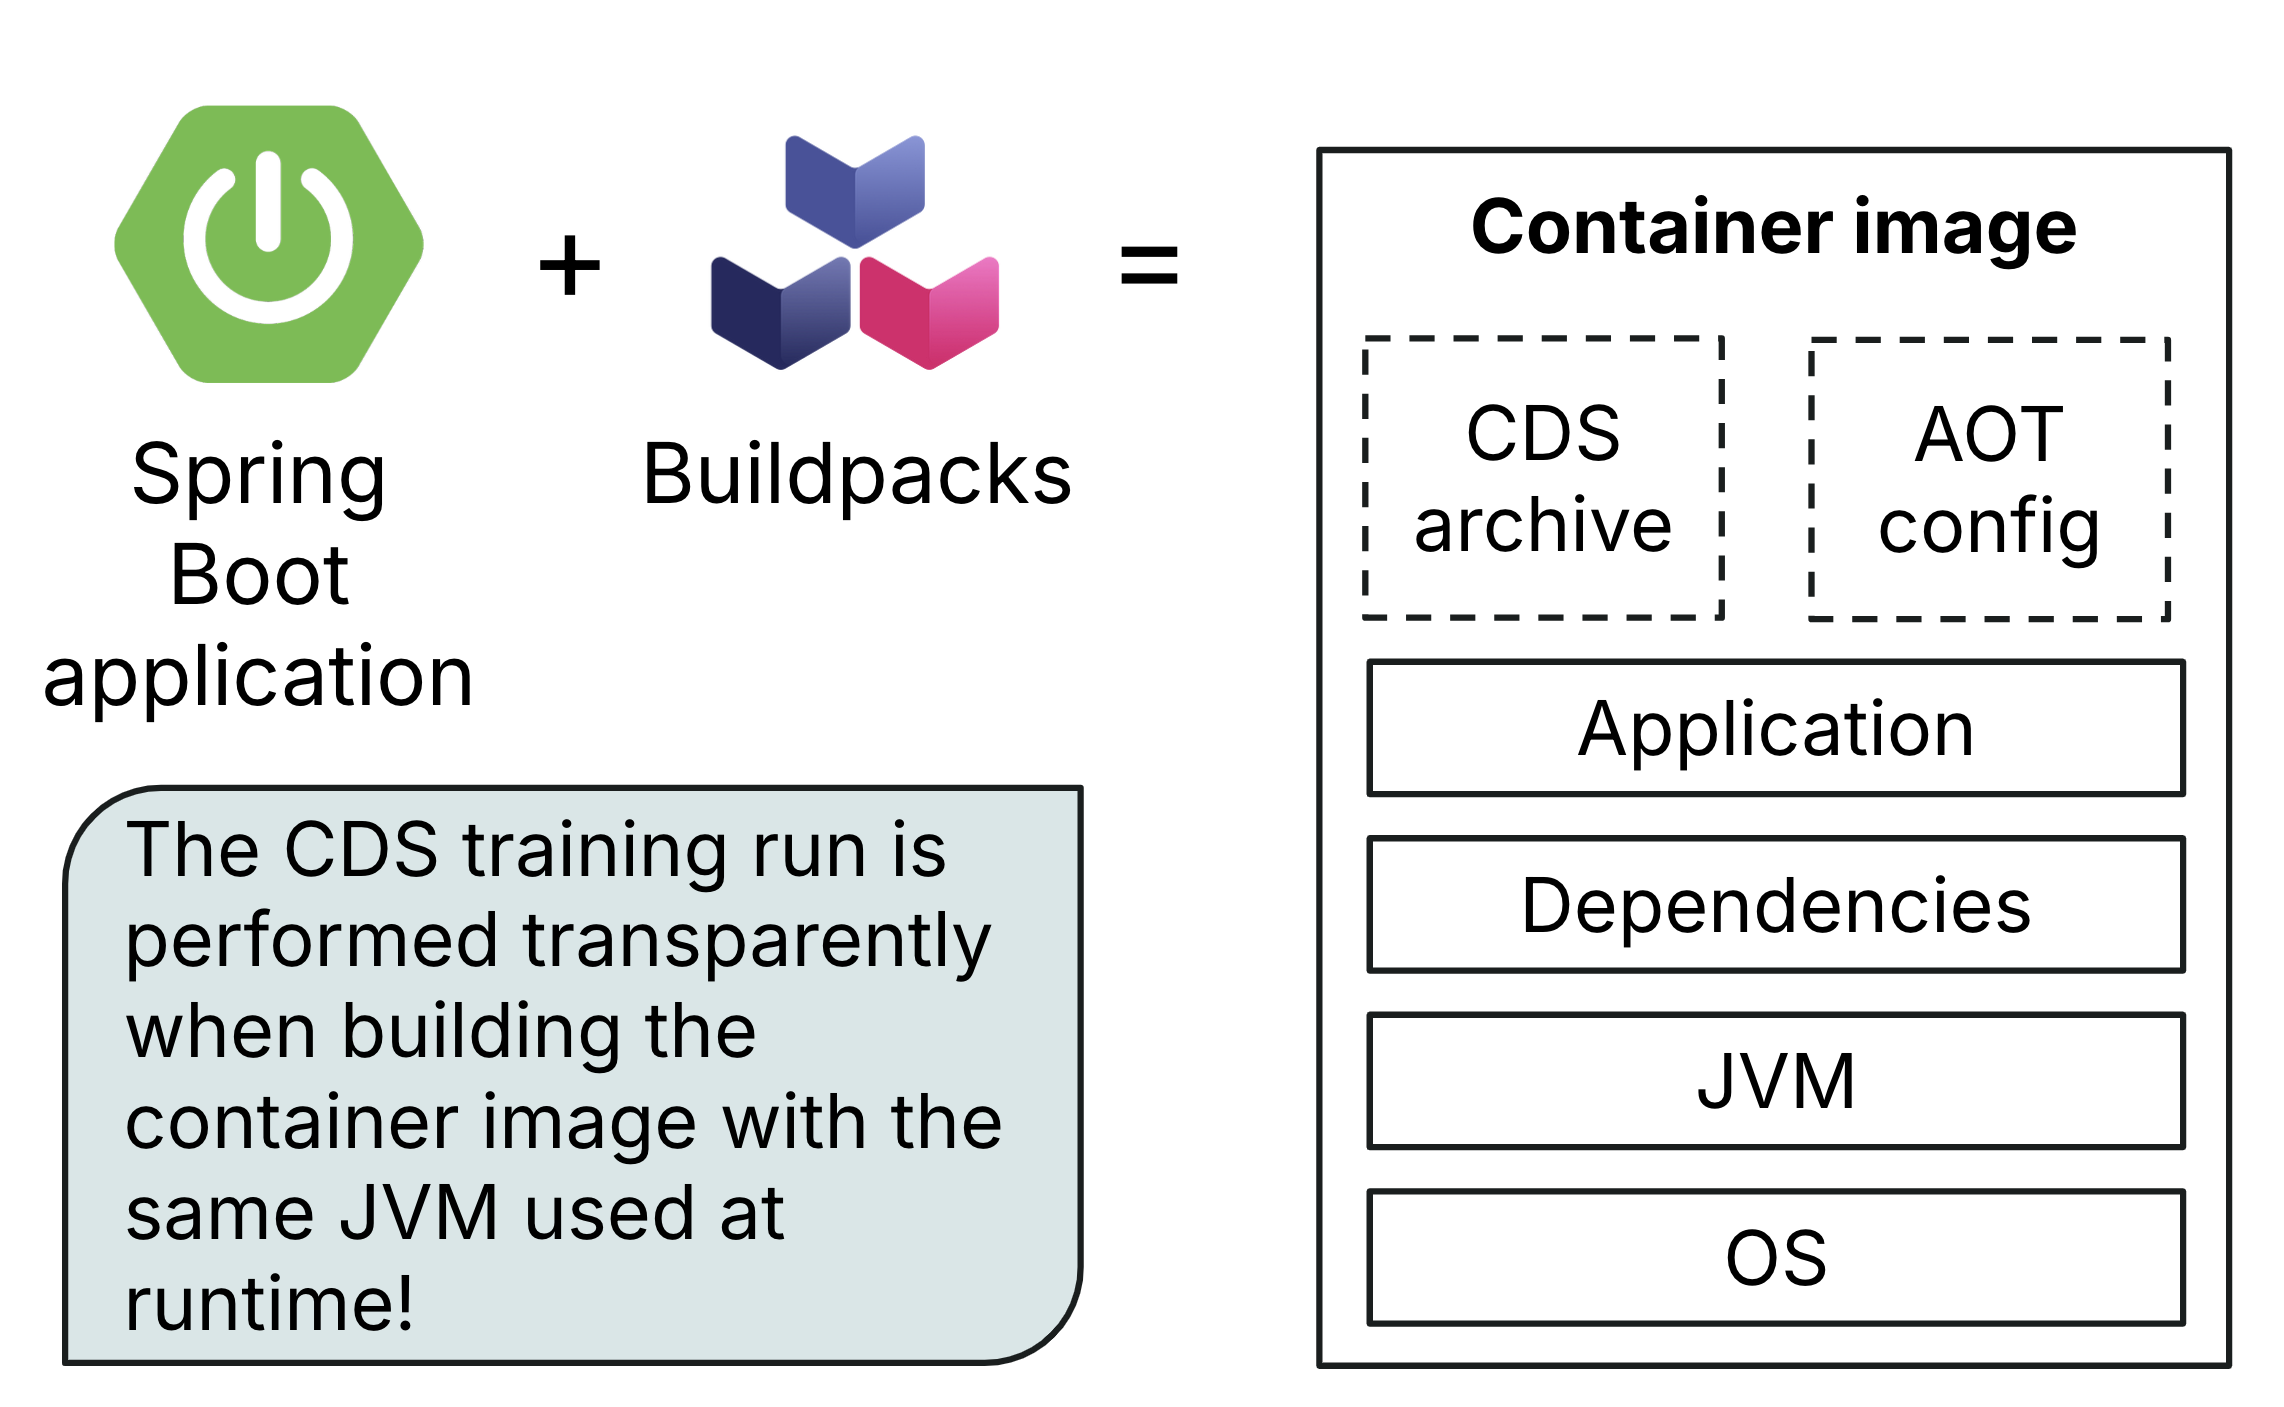 Spring
Boot
application
+
Buildpacks
=
Container image
CDS
archive
AOT
config
Application
Dependencies
JVM
OS
The CDS training run is
performed transparently
when building the
container image with the
same JVM used at
runtime!